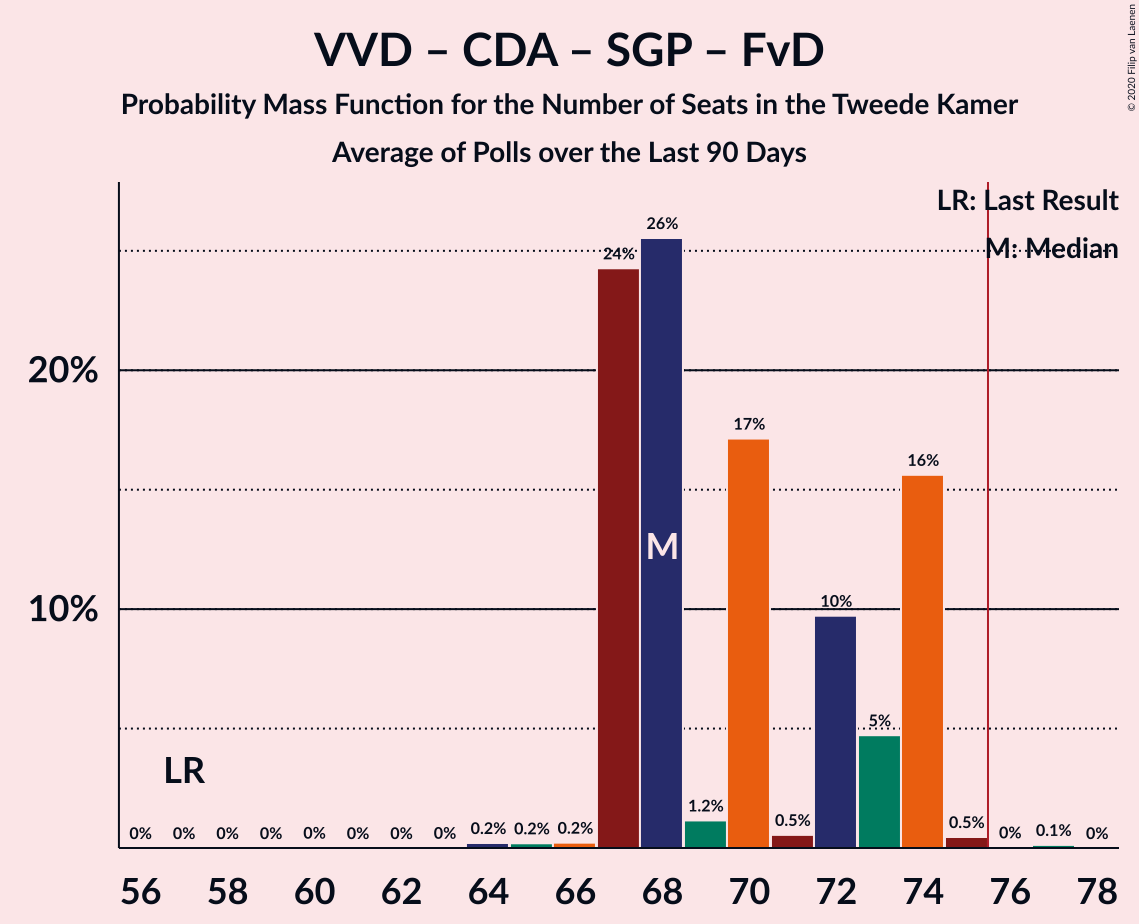 VVD – CDA – SGP – FvD
Probability Mass Function for the Number of Seats in the Tweede Kamer
Average of Polls over the Last 90 Days
© 2020 Filip van Laenen
LR: Last Result
M: Median
26%
24%
20%
17%
16%
M
10%
10%
5%
LR
1.2%
0% 0% 0% 0% 0% 0% 0% 0% 0.2% 0.2% 0.2% 0.5% 0.5% 0% 0.1% 0%
56 58 60 62 64 66 68 70 72 74 76 78